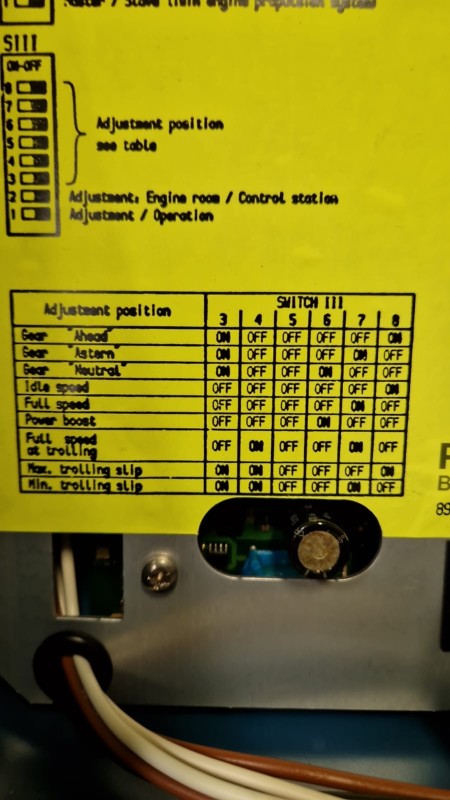 Master / Slave (twin engine propulsion system)
SIII
ON-OFF
8
7
6
5
4
3
2
1
Adjustment position
see table
Adjustment: Engine room / Control station
Adjustment / Operation
Adjustment position
SWITCH III
3 4 5 6 7 8
Gear "Ahead" ON OFF OFF OFF OFF ON
Gear "Astern" ON OFF OFF OFF ON OFF
Gear "Neutral" ON OFF OFF ON OFF OFF
Idle speed OFF OFF OFF OFF OFF ON
Full speed OFF OFF OFF OFF ON OFF
Power boost OFF OFF OFF ON OFF OFF
Full speed
at trolling OFF ON OFF OFF ON OFF
Max. trolling slip ON ON OFF OFF OFF ON
Min. trolling slip ON ON OFF OFF ON OFF
B
89